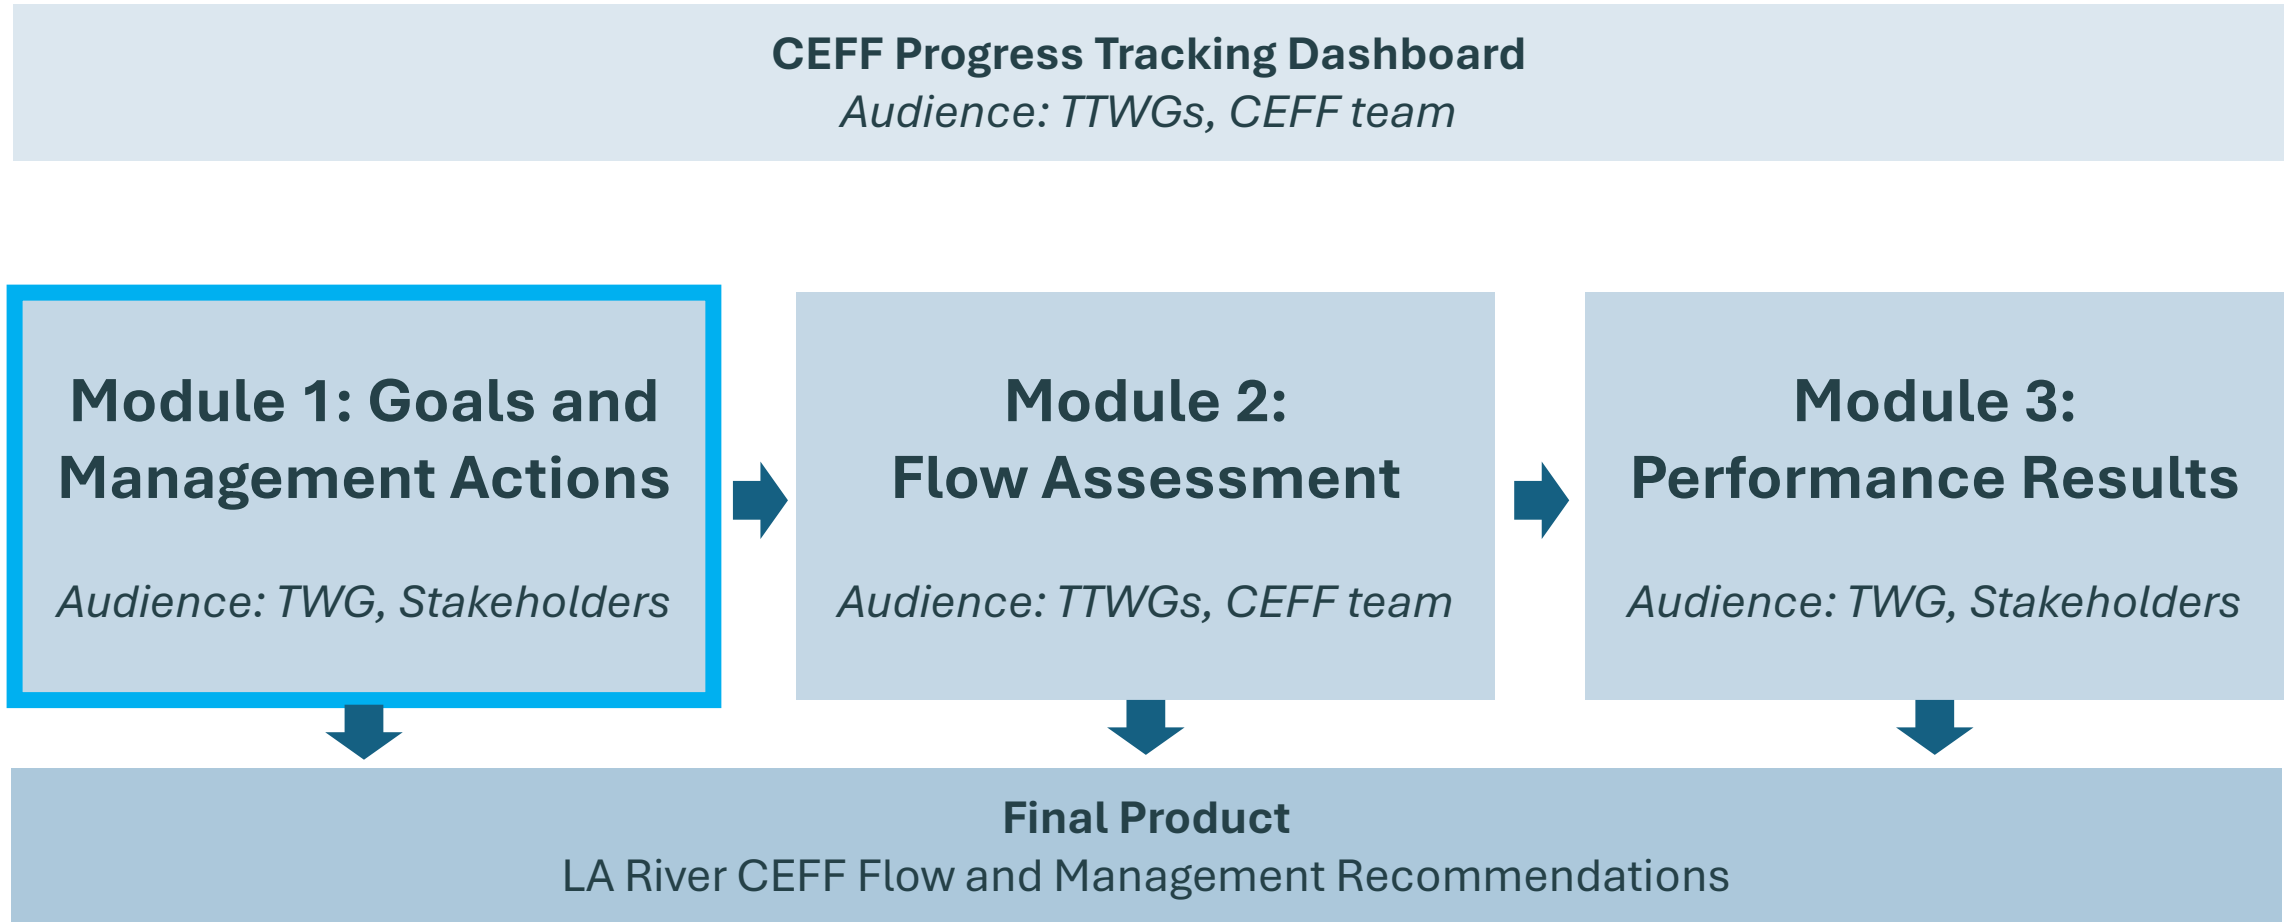 CEFF Progress Tracking Dashboard
Audience: TTWGs, CEFF team
Module 1: Goals and
Management Actions
Audience: TWG, Stakeholders
Module 2:
Flow Assessment
Audience: TTWGs, CEFF team
Module 3:
Performance Results
Audience: TWG, Stakeholders
Final Product
LA River CEFF Flow and Management Recommendations